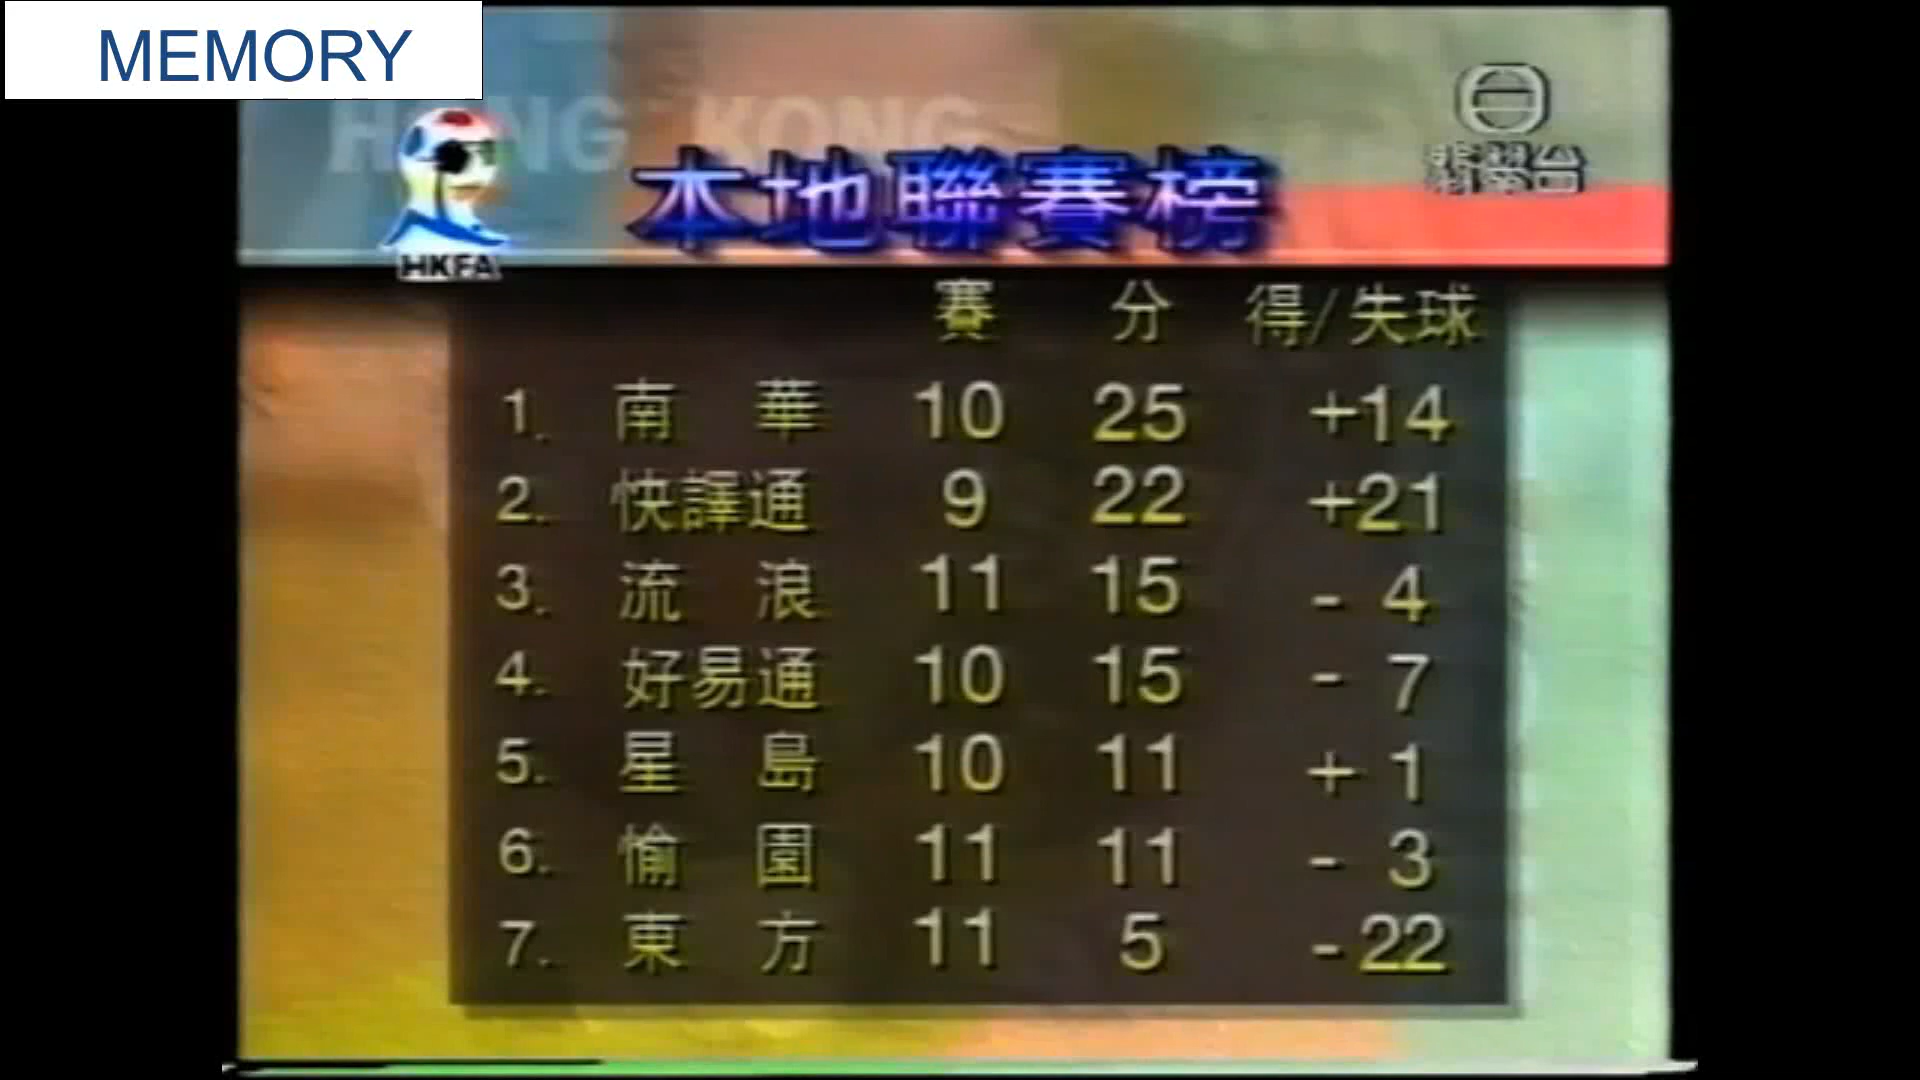 MEMORY
HONG KONG
翡翠台
HKFA
本地聯賽榜
賽 分 得/失球
1. 南華 10 25 +14
2. 快譯通 9 22 +21
3. 流浪 11 15 - 4
4. 好易通 10 15 - 7
5. 星島 10 11 + 1
6. 愉園 11 11 - 3
7. 東方 11 5 -22